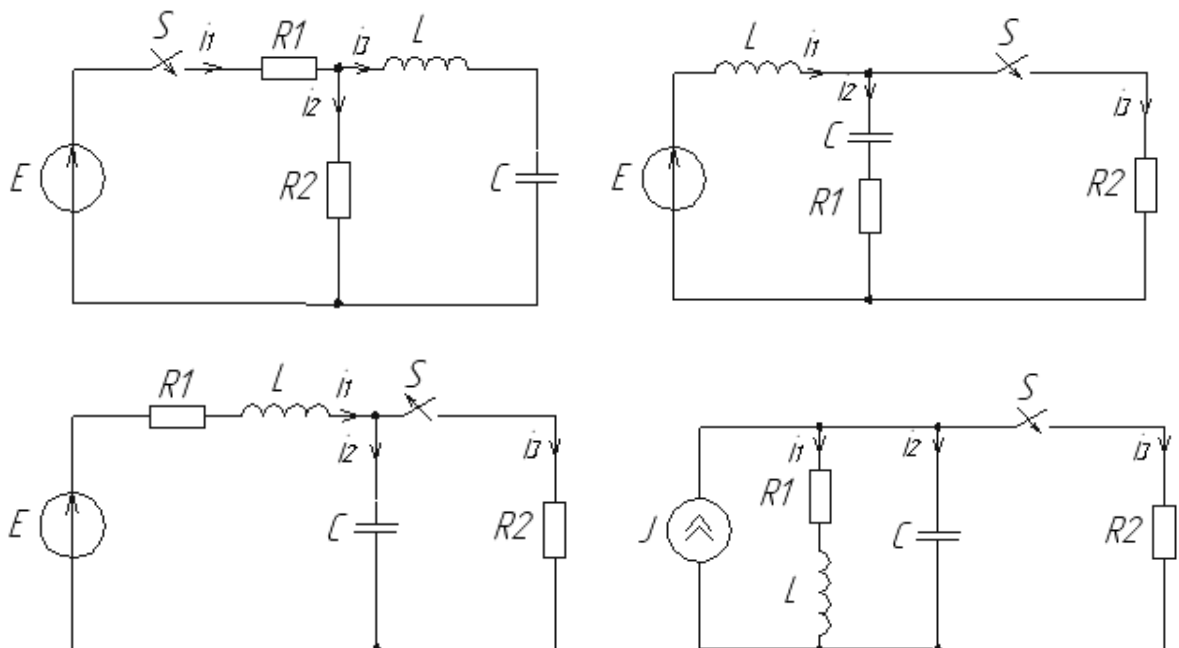 S i1 R1 i3 L
i2
E R2 C
L i1 S
i2 i3
C
E R1 R2
R1 L i1 S
i2 i3
E C R2
S
i1 i2 i3
R1
J C R2
L